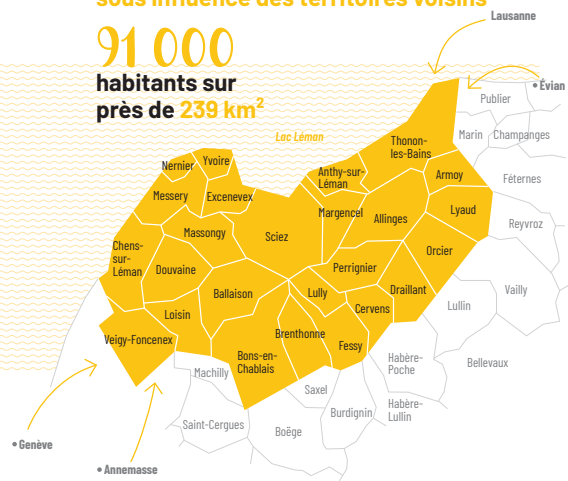 sous influence des territoires voisins
Lausanne
91 000
habitants sur
près de 239 km²
• Évian
Publier
Lac Léman
Marin
Champanges
Thonon-
les-Bains
Nernier
Yvoire
Anthy-sur-
Léman
Armoy
Féternes
Messery
Excenevex
Margencel
Allinges
Lyaud
Reyvroz
Massongy
Sciez
Chens-
sur-
Léman
Orcier
Douvaine
Perrignier
Ballaison
Lully
Draillant
Vailly
Loisin
Cervens
Lullin
Veigy-Foncenex
Brenthonne
Fessy
Bons-en-
Chablais
Habère-
Poche
Bellevaux
Machilly
Saxel
Habère-
Lullin
Burdignin
Saint-Cergues
Boëge
• Genève
• Annemasse